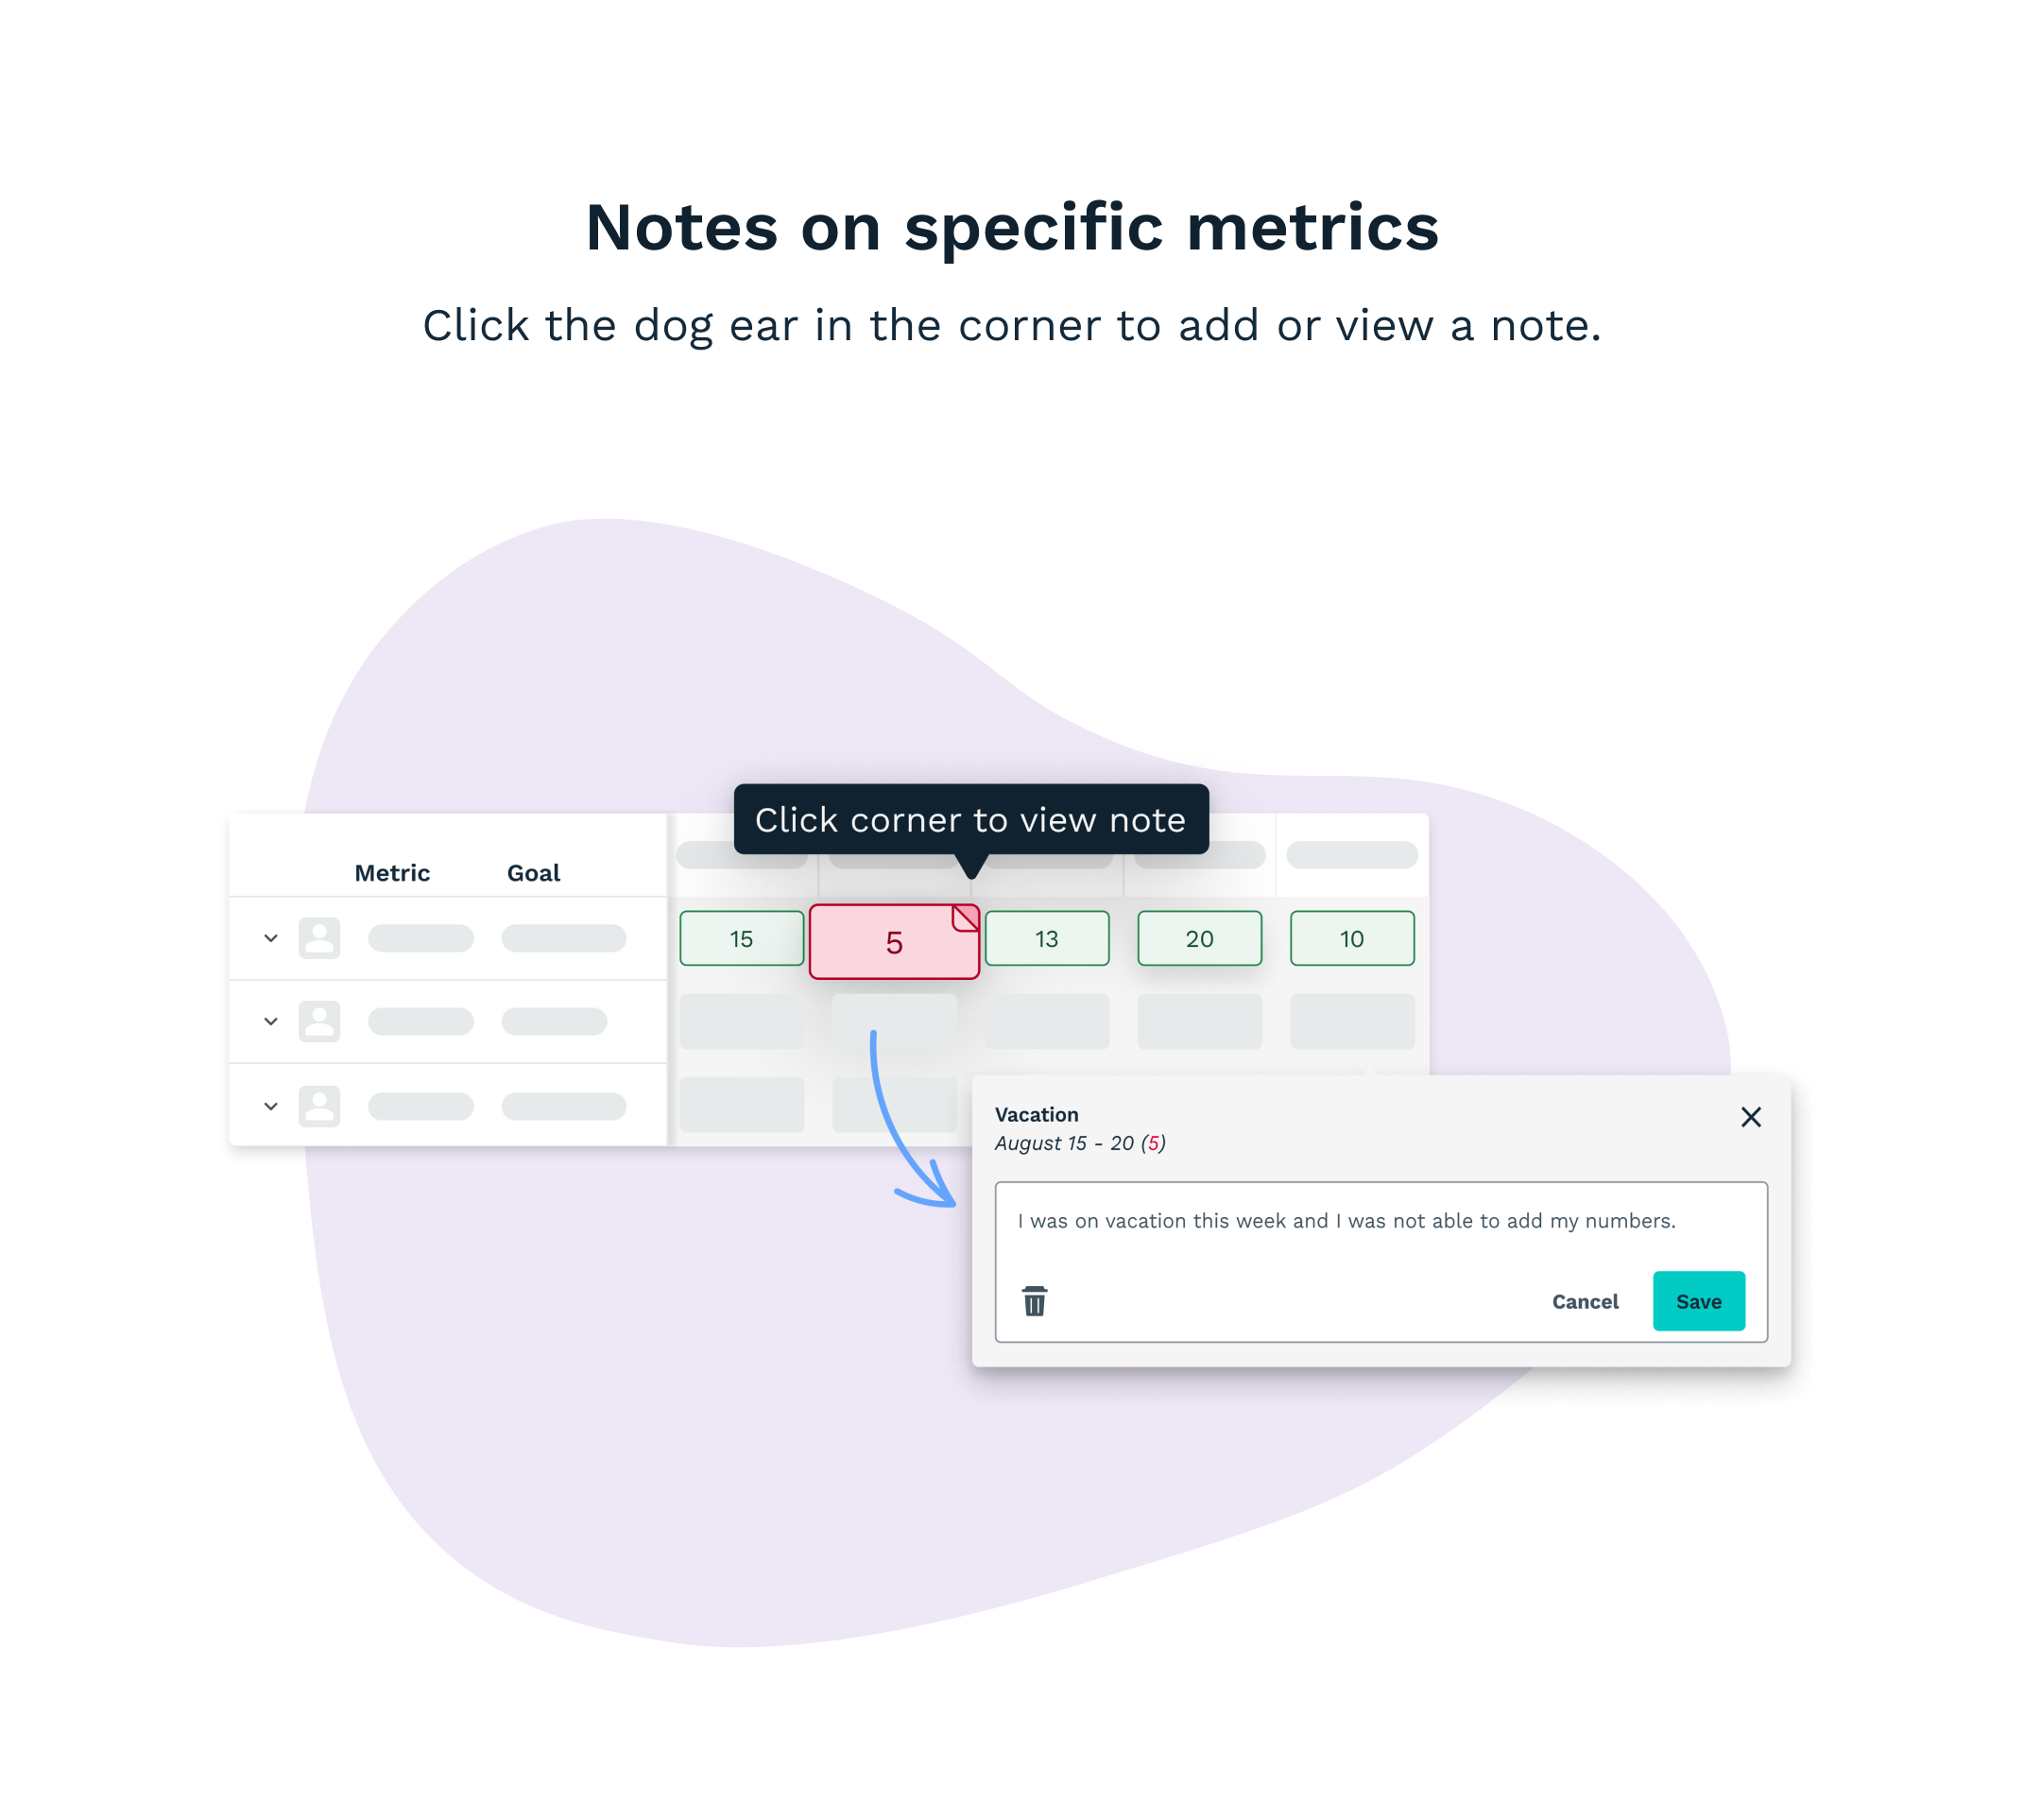 Notes on specific metrics
Click the dog ear in the corner to add or view a note.
Click corner to view note
Metric Goal
15 5 13 20 10
Vacation
August 15 - 20 (5)
I was on vacation this week and I was not able to add my numbers.
Cancel Save